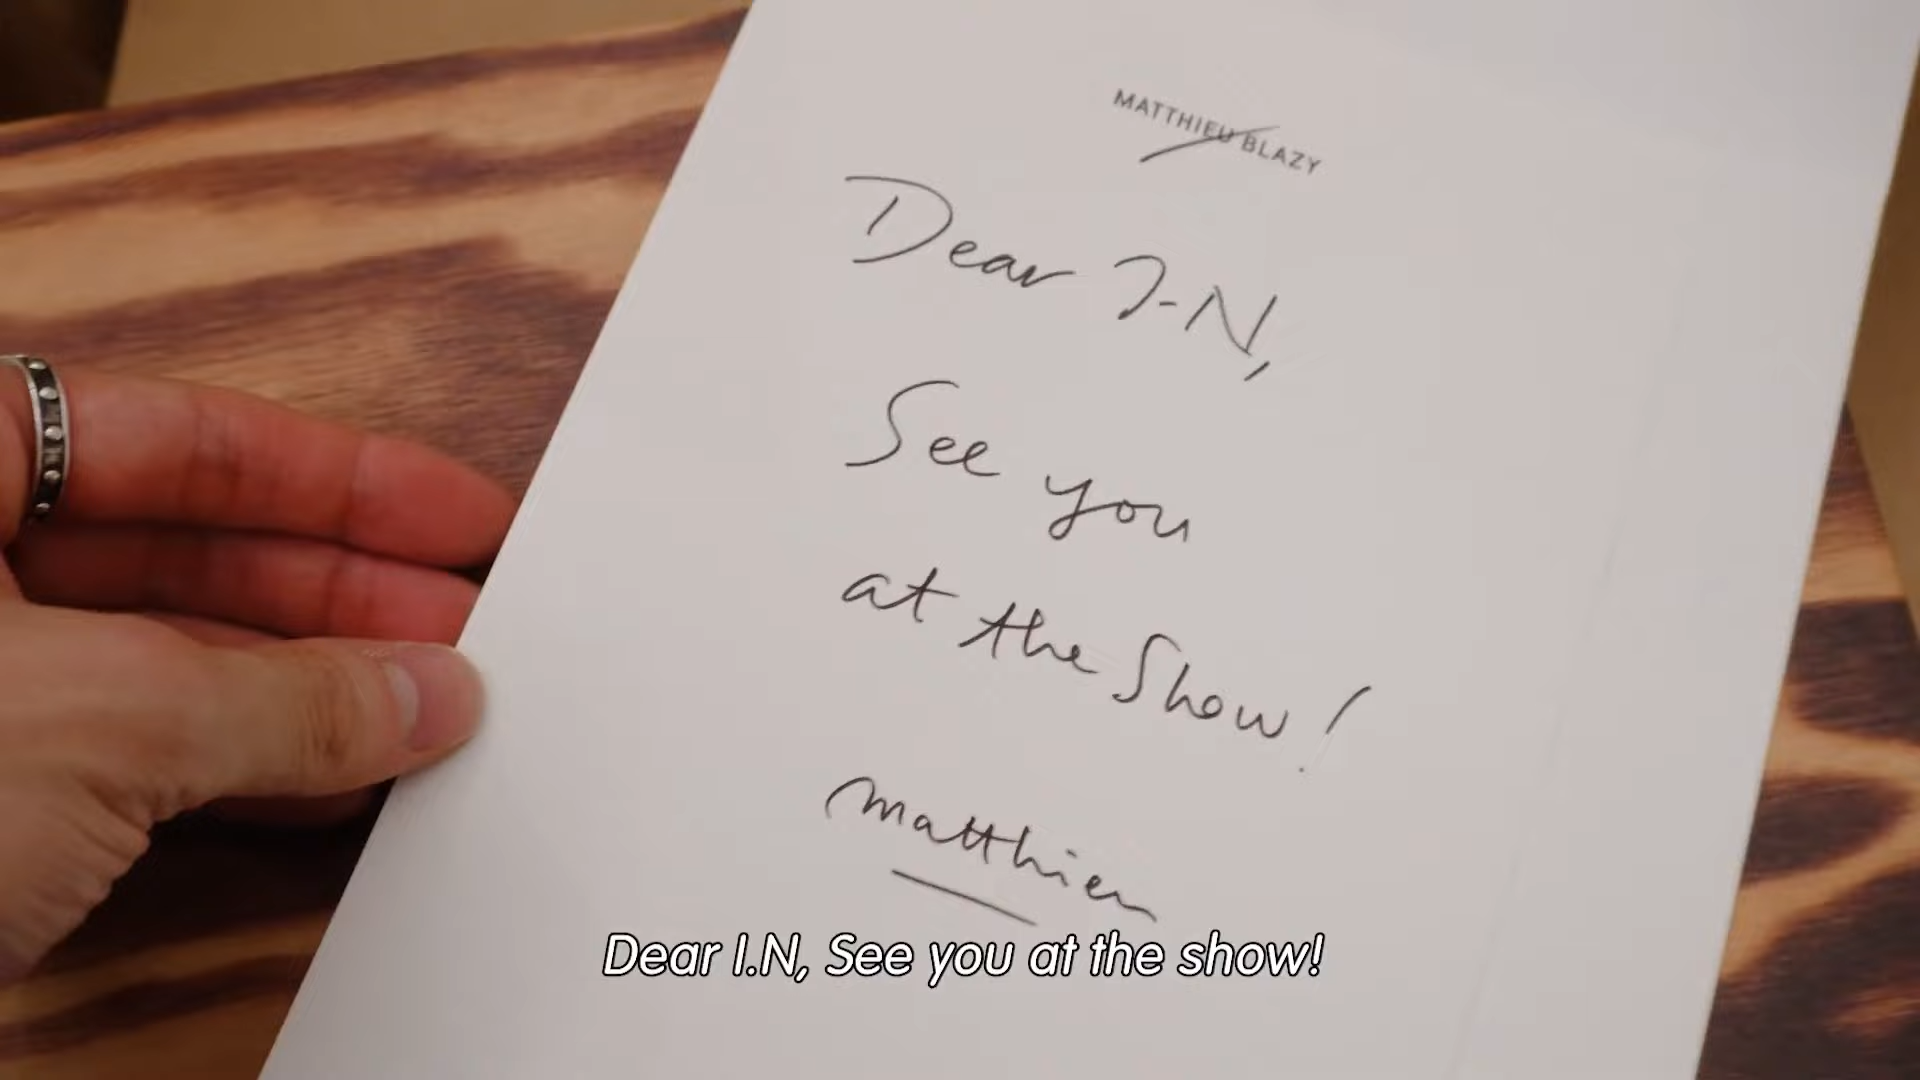 MATTHIEU BLAZY
Dear I-N,
See you
at the Show!
Matthieu
Dear I.N, See you at the show!